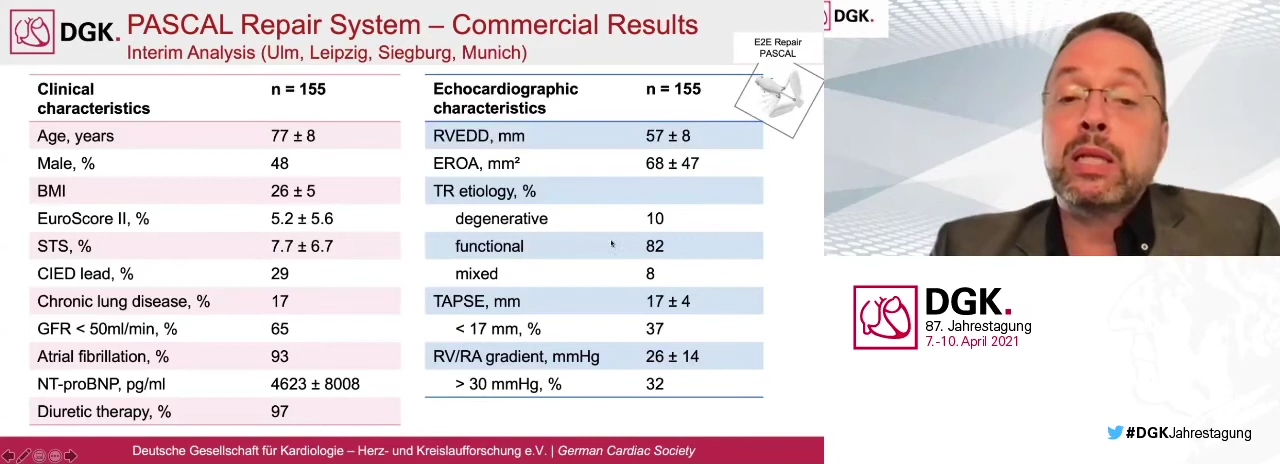 DGK.
PASCAL Repair System – Commercial Results
Interim Analysis (Ulm, Leipzig, Siegburg, Munich)
E2E Repair
PASCAL
Clinical characteristics n = 155
Age, years 77 ± 8
Male, % 48
BMI 26 ± 5
EuroScore II, % 5.2 ± 5.6
STS, % 7.7 ± 6.7
CIED lead, % 29
Chronic lung disease, % 17
GFR < 50ml/min, % 65
Atrial fibrillation, % 93
NT-proBNP, pg/ml 4623 ± 8008
Diuretic therapy, % 97
Echocardiographic characteristics n = 155
RVEDD, mm 57 ± 8
EROA, mm² 68 ± 47
TR etiology, %
degenerative 10
functional 82
mixed 8
TAPSE, mm 17 ± 4
< 17 mm, % 37
RV/RA gradient, mmHg 26 ± 14
> 30 mmHg, % 32
Deutsche Gesellschaft für Kardiologie – Herz- und Kreislaufforschung e.V. | German Cardiac Society
DGK.
DGK.
87. Jahrestagung
7.-10. April 2021
#DGKJahrestagung